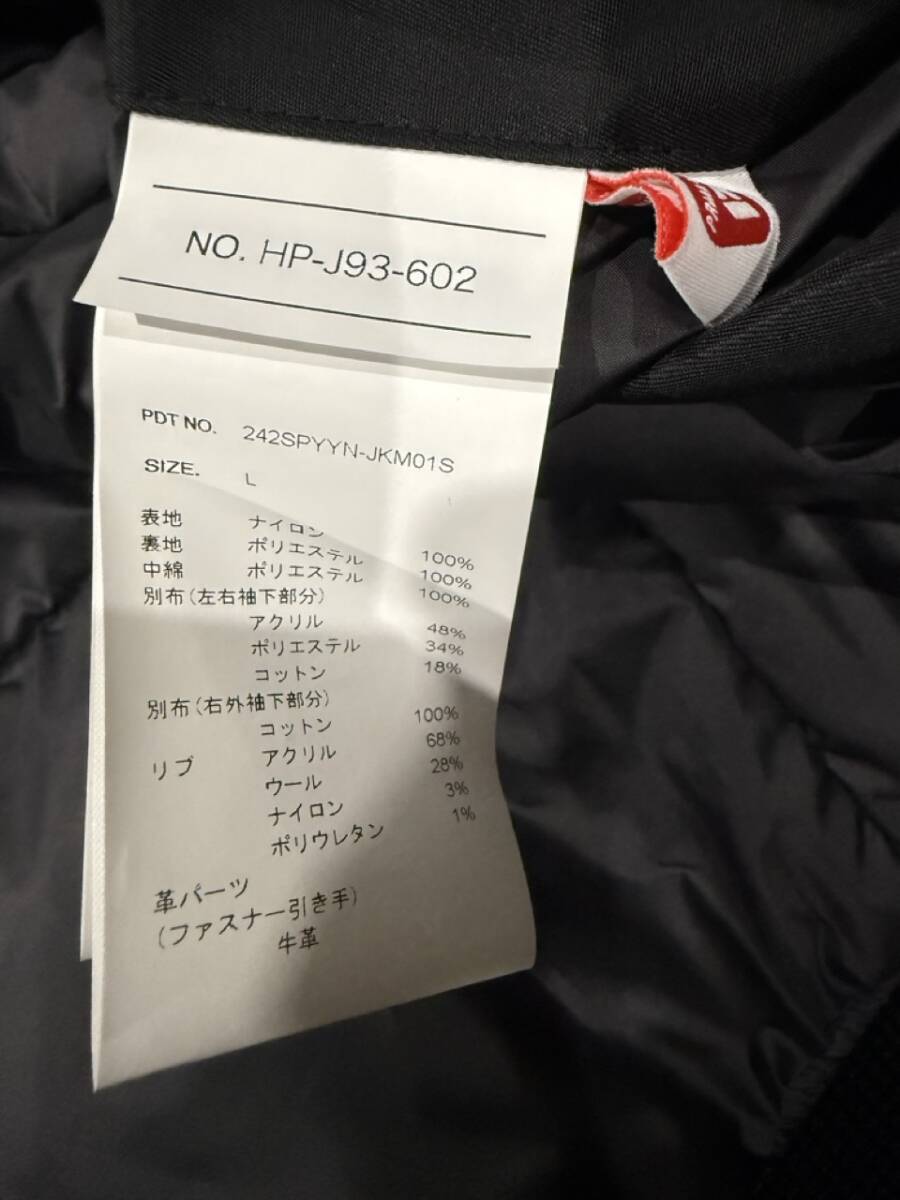 NO. HP-J93-602
PDT NO. 242SPYYN-JKM01S
SIZE. L
表地 ナイロン 100%
裏地 ポリエステル 100%
中綿 ポリエステル 100%
別布(左右袖下部分)
アクリル 48%
ポリエステル 34%
コットン 18%
別布(右外袖下部分)
コットン 100%
リブ アクリル 68%
ウール 28%
ナイロン 3%
ポリウレタン 1%
革パーツ
(ファスナー引き手)
牛革